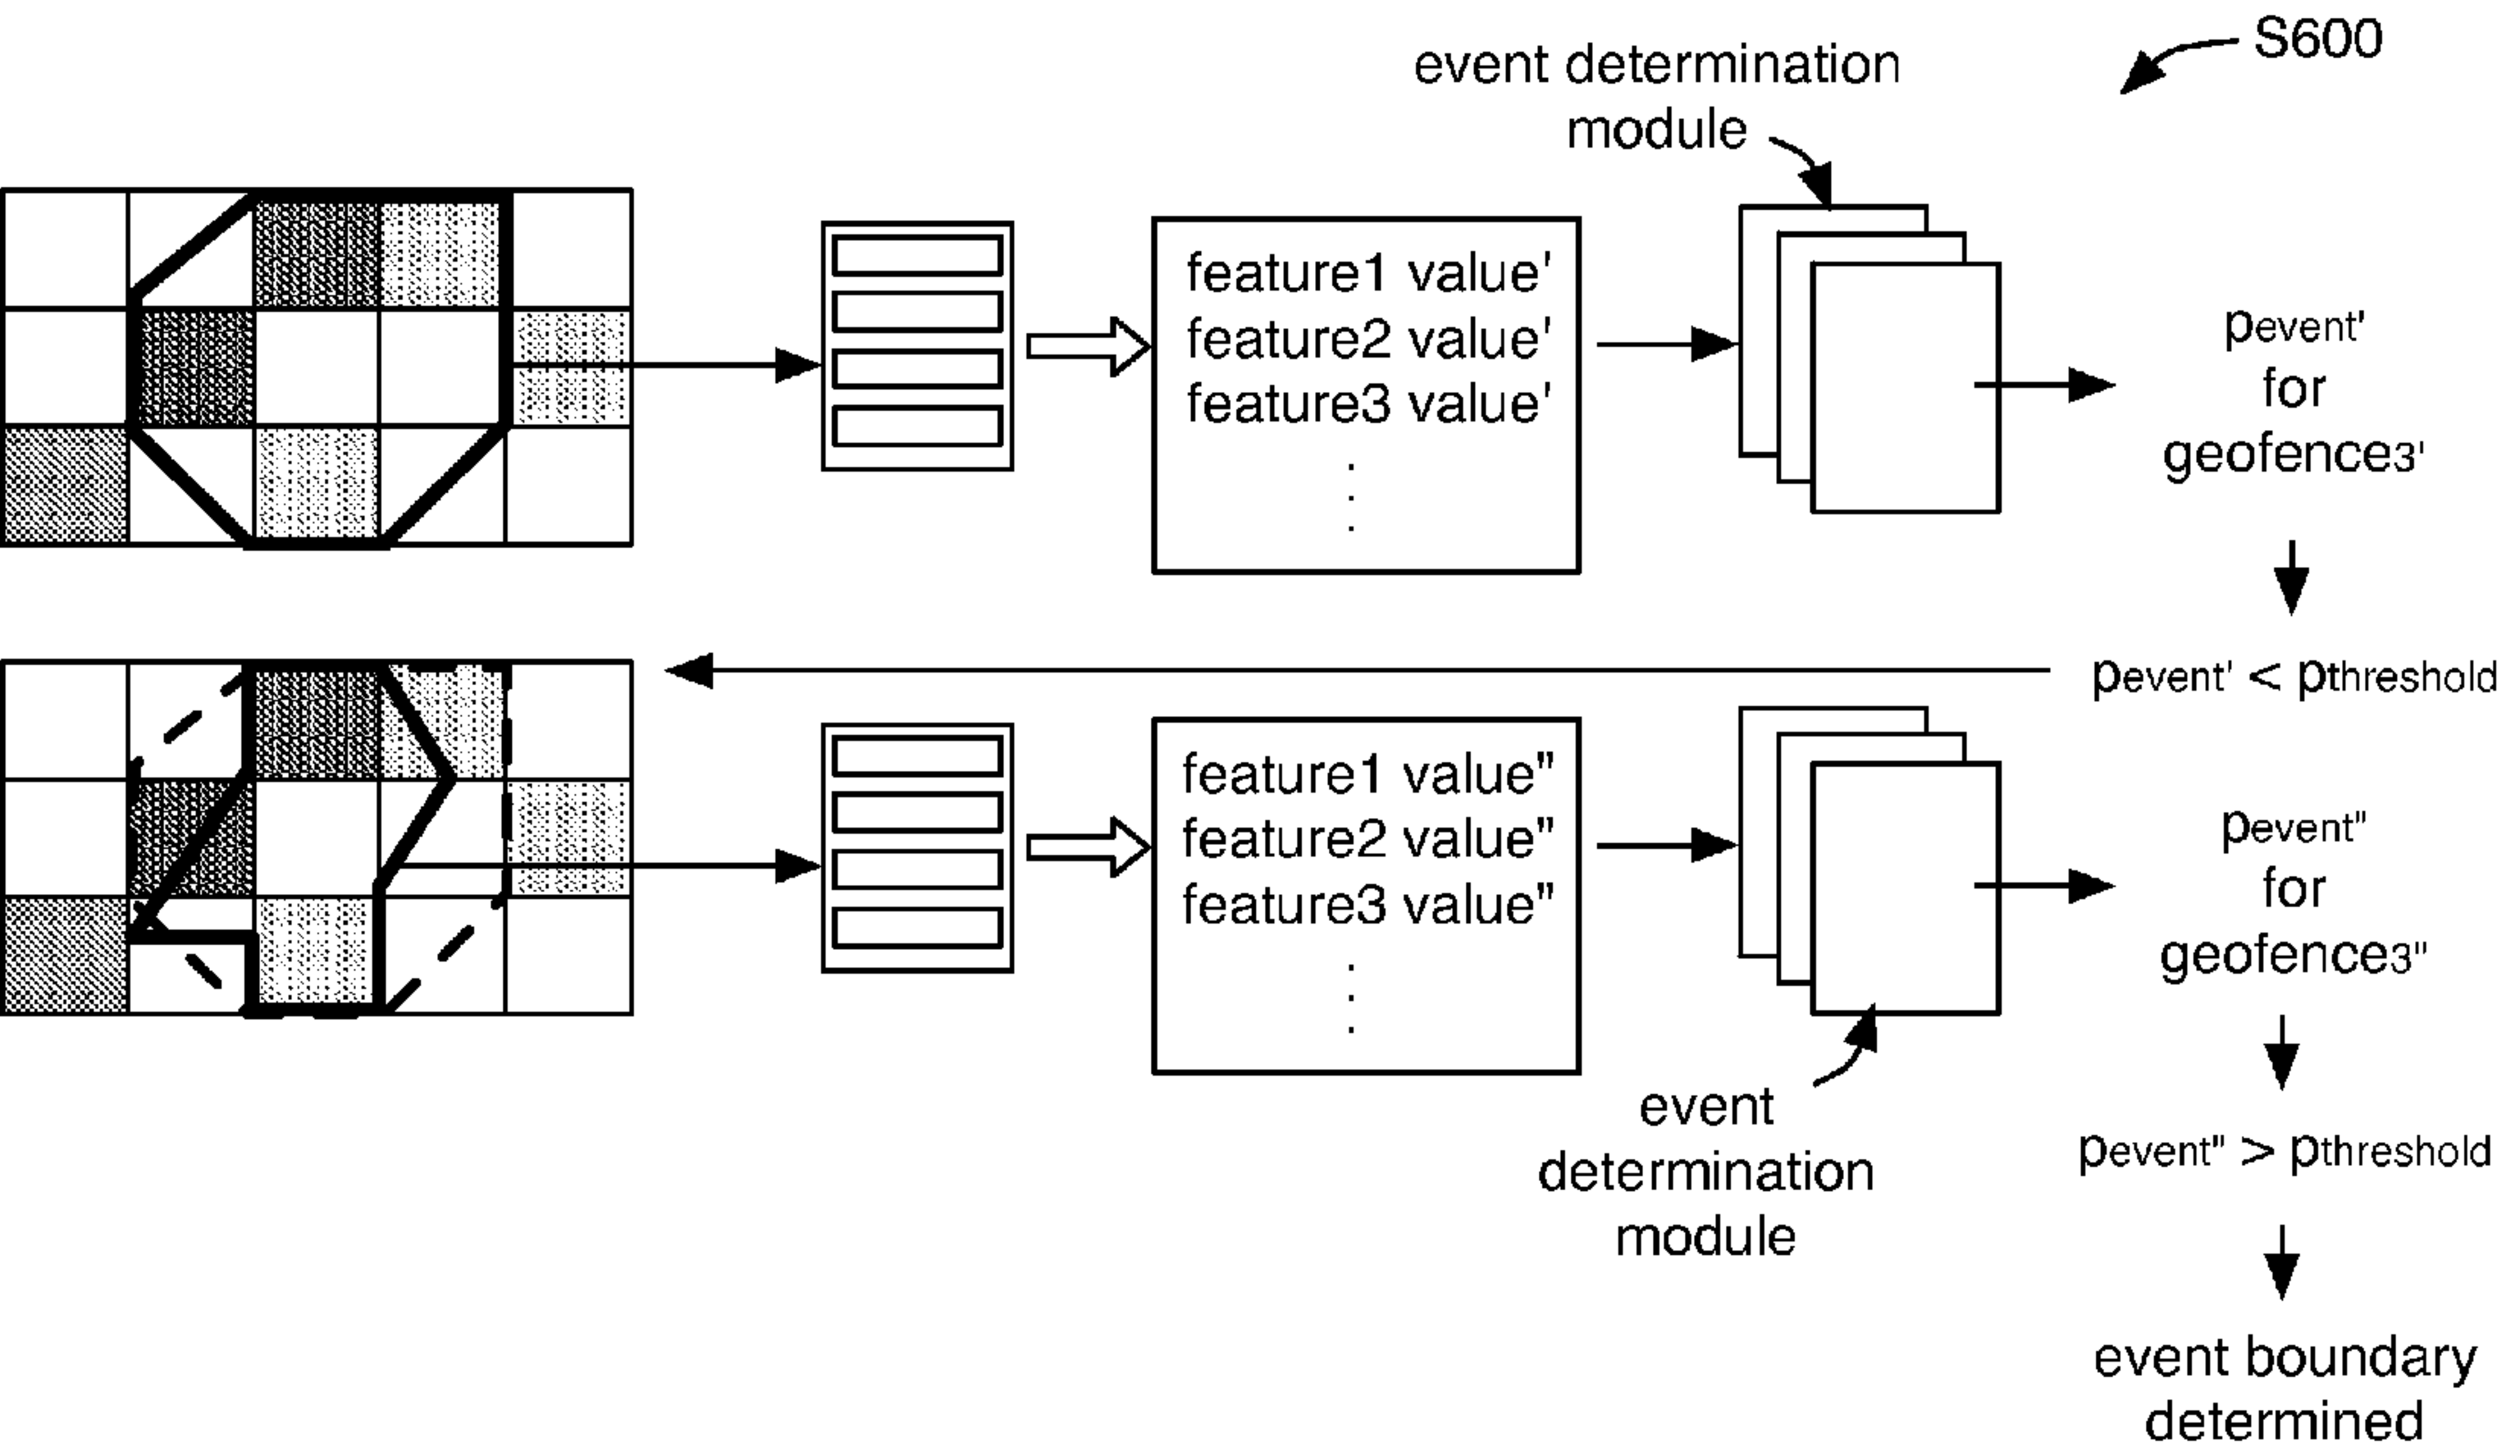 S600
event determination
module
feature1 value'
feature2 value'
feature3 value'
.
.
.
pevent'
for
geofence3'
pevent' < pthreshold
feature1 value"
feature2 value"
feature3 value"
.
.
.
pevent"
for
geofence3"
event
determination
module
pevent" > pthreshold
event boundary
determined